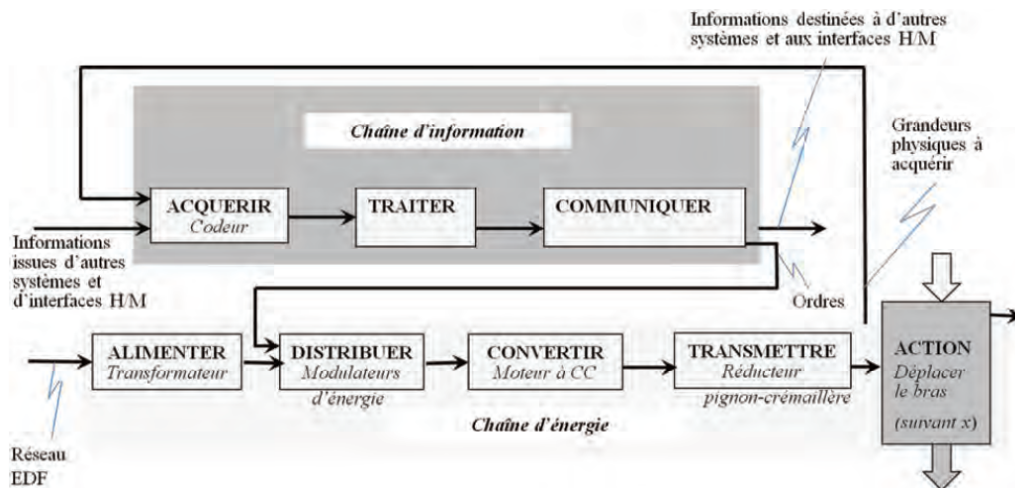 Informations destinées à d'autres
systèmes et aux interfaces H/M
Chaîne d'information
Grandeurs
physiques à
acquérir
ACQUERIR
Codeur
TRAITER
COMMUNIQUER
Informations
issues d'autres
systèmes et
d'interfaces H/M
Ordres
ALIMENTER
Transformateur
DISTRIBUER
Modulateurs
d'énergie
CONVERTIR
Moteur à CC
TRANSMETTRE
Réducteur
pignon-crémaillère
ACTION
Déplacer
le bras
(suivant x)
Chaîne d'énergie
Réseau
EDF